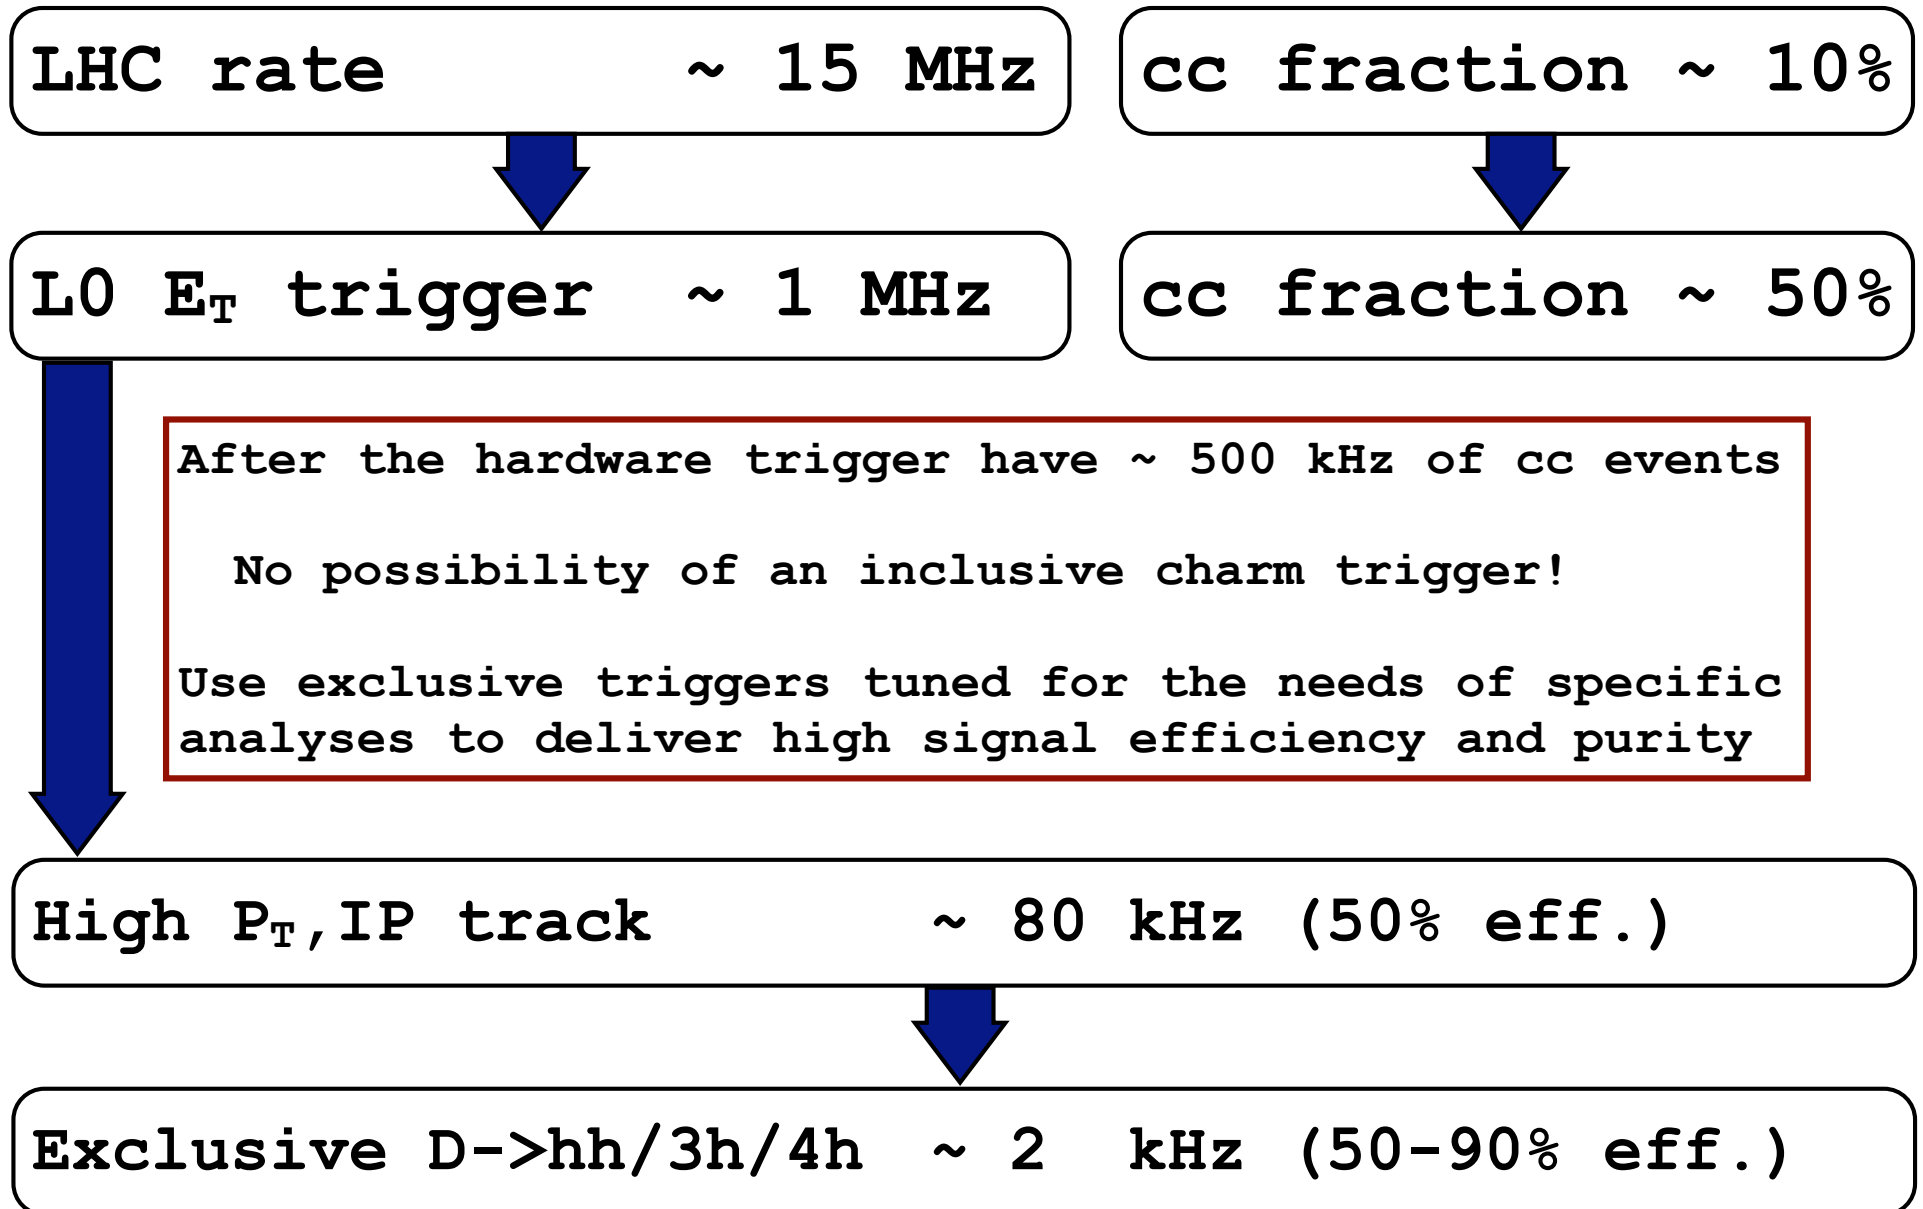 LHC rate ~ 15 MHz
cc fraction ~ 10%
L0 E_T trigger ~ 1 MHz
cc fraction ~ 50%
After the hardware trigger have ~ 500 kHz of cc events
No possibility of an inclusive charm trigger!
Use exclusive triggers tuned for the needs of specific
analyses to deliver high signal efficiency and purity
High P_T,IP track ~ 80 kHz (50% eff.)
Exclusive D->hh/3h/4h ~ 2 kHz (50-90% eff.)